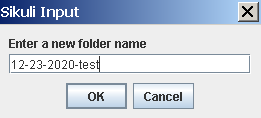 Sikuli Input
Enter a new folder name
12-23-2020-test
OK Cancel